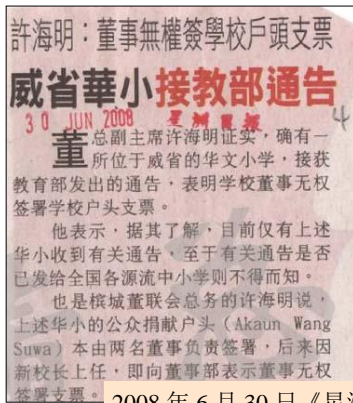 許海明：董事無權簽學校戶頭支票
威省華小接教部通告
30 JUN 2008 星洲日报 4
董总副主席许海明证实，确有一
所位于威省的华文小学，接获
教育部发出的通告，表明学校董事无权
签署学校户头支票。
他表示，据其了解，目前仅有上述
华小收到有关通告，至于有关通告是否
已发给全国各源流中小学则不得而知。
也是槟城董联会总务的许海明说，
上述华小的公众捐献户头（Akaun Wang
Suwa）本由两名董事负责签署，后来因
新校长上任，即向董事部表示董事无权
签署支票。
2008 年 6 月 30 日《星洲